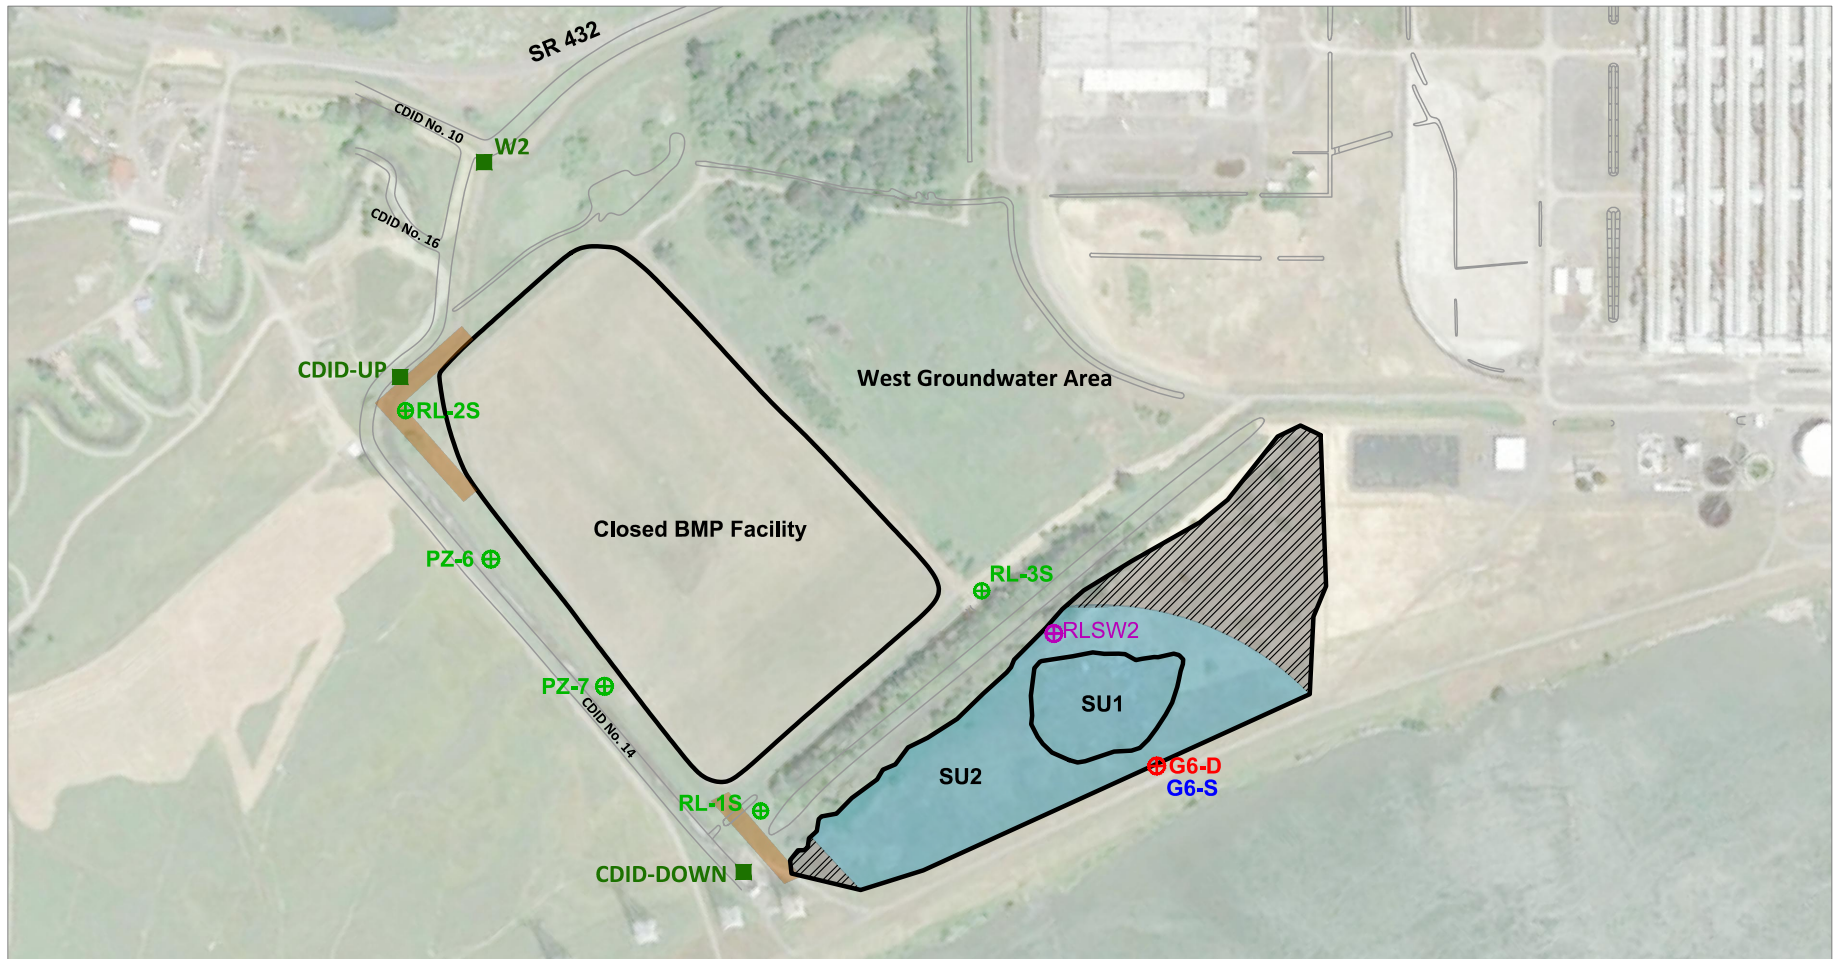 SR 432
CDID No. 10
W2
CDID No. 16
CDID-UP
RL-2S
West Groundwater Area
Closed BMP Facility
PZ-6
RL-3S
RLSW2
PZ-7
CDID No. 14
SU1
SU2
G6-D
G6-S
RL-1S
CDID-DOWN